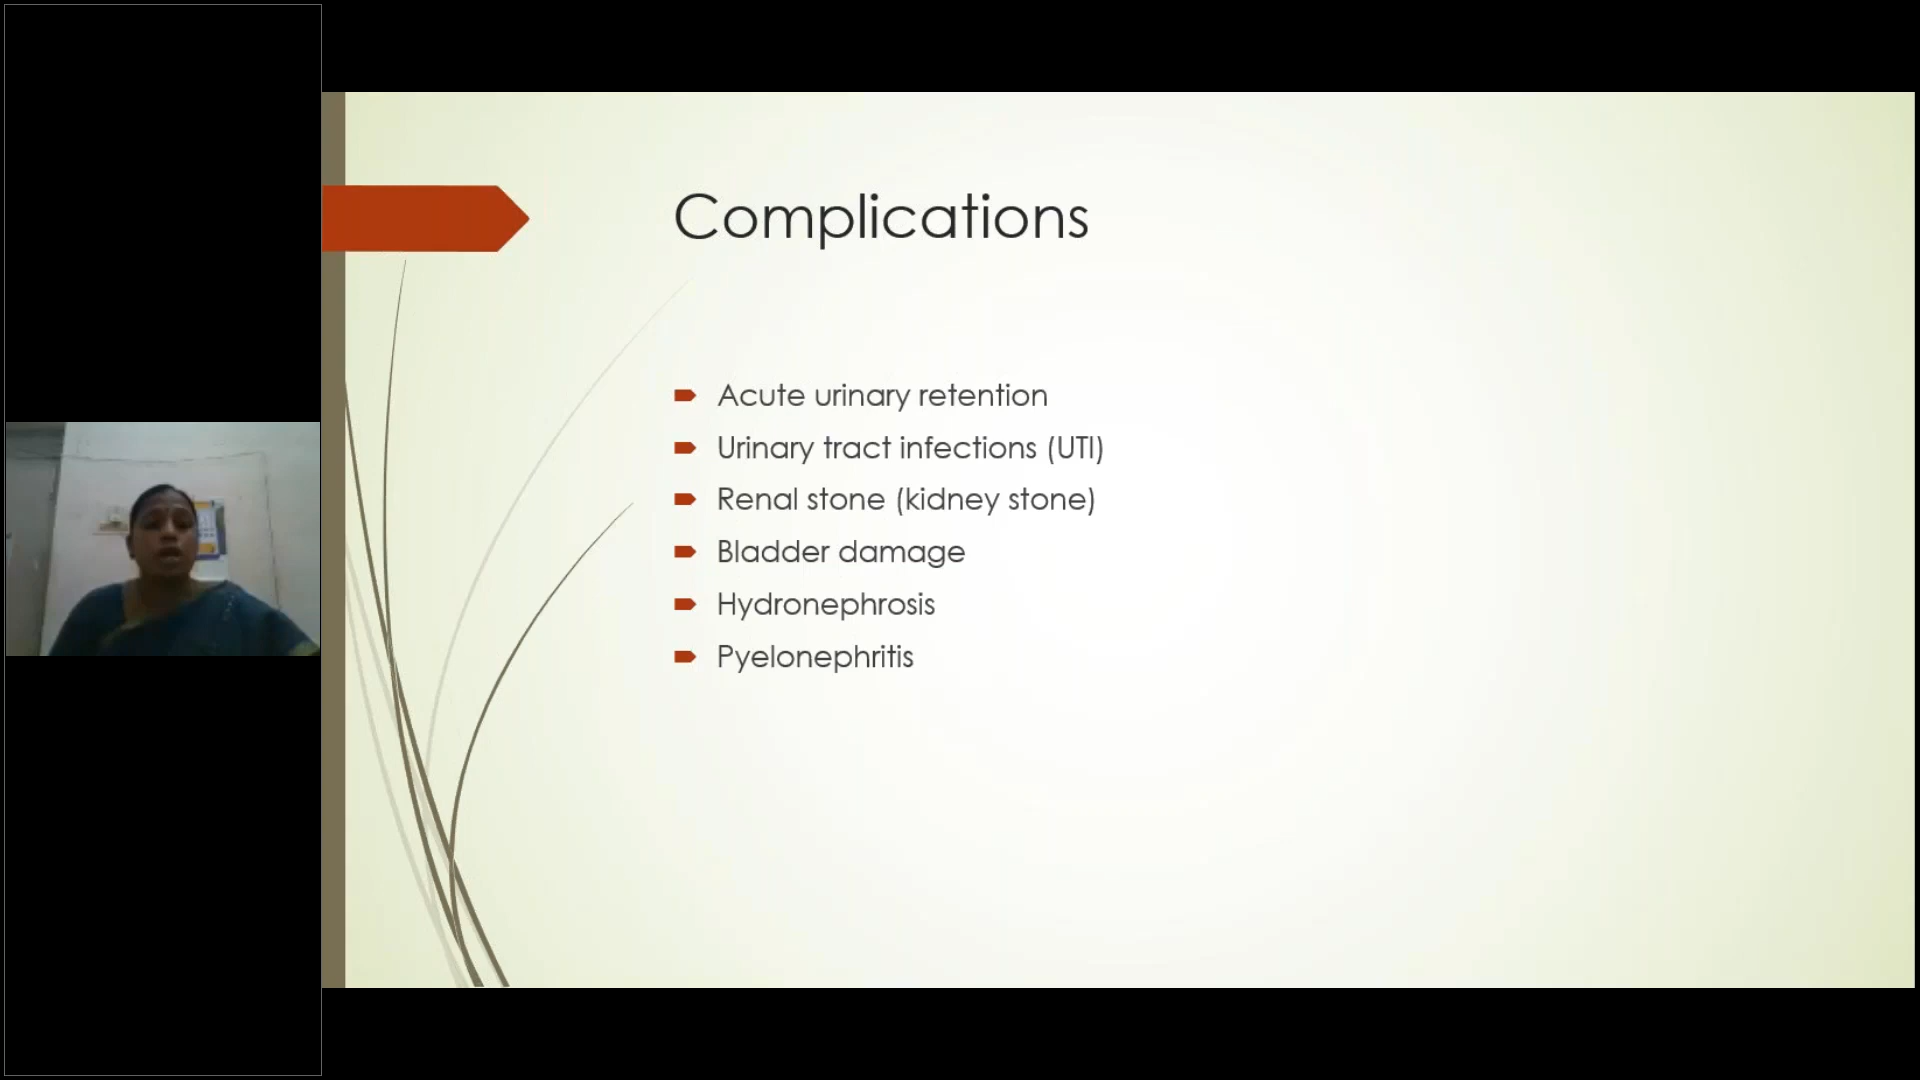 Complications
Acute urinary retention
Urinary tract infections (UTI)
Renal stone (kidney stone)
Bladder damage
Hydronephrosis
Pyelonephritis